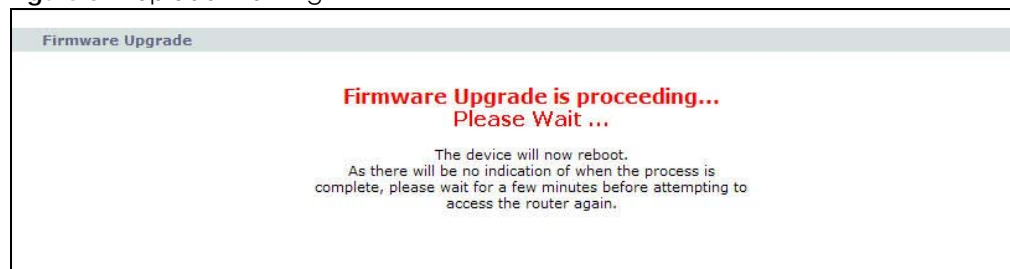 Firmware Upgrade
Firmware Upgrade is proceeding...
Please Wait ...
The device will now reboot.
As there will be no indication of when the process is
complete, please wait for a few minutes before attempting to
access the router again.